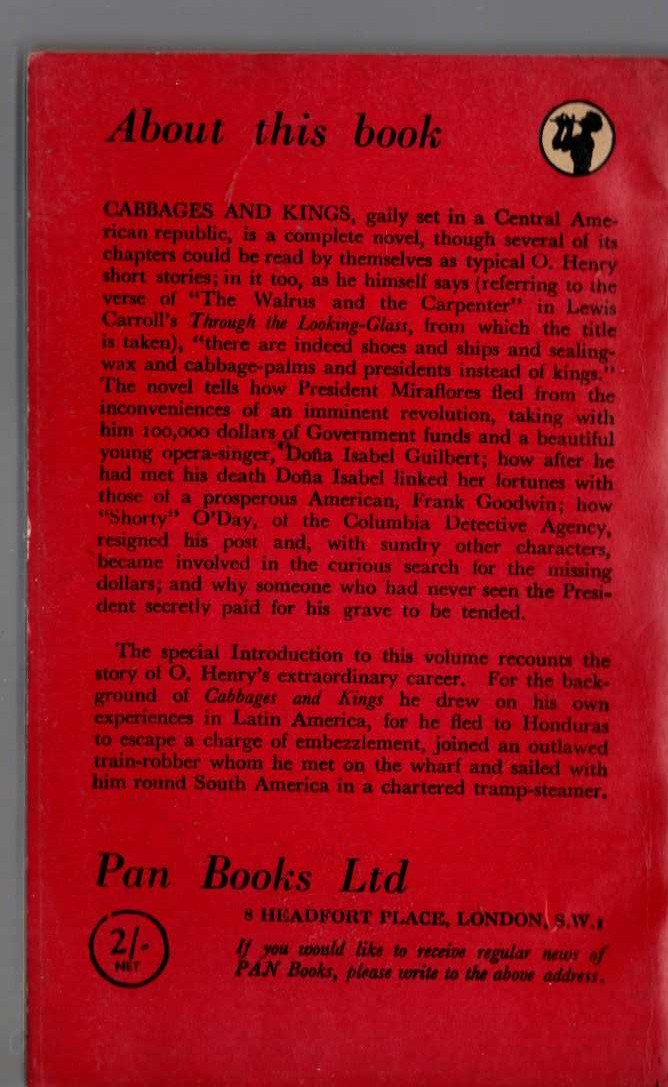 About this book
CABBAGES AND KINGS, gaily set in a Central Ame-
rican republic, is a complete novel, though several of its
chapters could be read by themselves as typical O. Henry
short stories; in it too, as he himself says (referring to the
verse of "The Walrus and the Carpenter" in Lewis
Carroll's Through the Looking-Glass, from which the title
is taken), "there are indeed shoes and ships and sealing-
wax and cabbage-palms and presidents instead of kings."
The novel tells how President Miraflores fled from the
inconveniences of an imminent revolution, taking with
him 100,000 dollars of Government funds and a beautiful
young opera-singer, Doña Isabel Guilbert; how after he
had met his death Doña Isabel linked her fortunes with
those of a prosperous American, Frank Goodwin; how
"Shorty" O'Day, of the Columbia Detective Agency,
resigned his post and, with sundry other characters,
became involved in the curious search for the missing
dollars; and why someone who had never seen the Presi-
dent secretly paid for his grave to be tended.
The special Introduction to this volume recounts the
story of O. Henry's extraordinary career. For the back-
ground of Cabbages and Kings he drew on his own
experiences in Latin America, for he fled to Honduras
to escape a charge of embezzlement, joined an outlawed
train-robber whom he met on the wharf and sailed with
him round South America in a chartered tramp-steamer.
Pan Books Ltd
8 HEADFORT PLACE, LONDON, S.W.1
2/-
NET
If you would like to receive regular news of
PAN Books, please write to the above address.